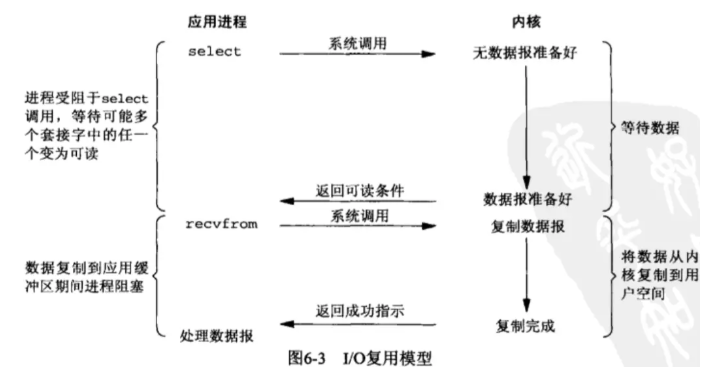 应用进程
内核
select
系统调用
无数据报准备好
进程受阻于select
调用，等待可能多
个套接字中的任一
个变为可读
等待数据
返回可读条件
数据报准备好
recvfrom
系统调用
复制数据报
数据复制到应用缓
冲区期间进程阻塞
将数据从内
核复制到用
户空间
返回成功指示
处理数据报
复制完成
图6-3 I/O复用模型